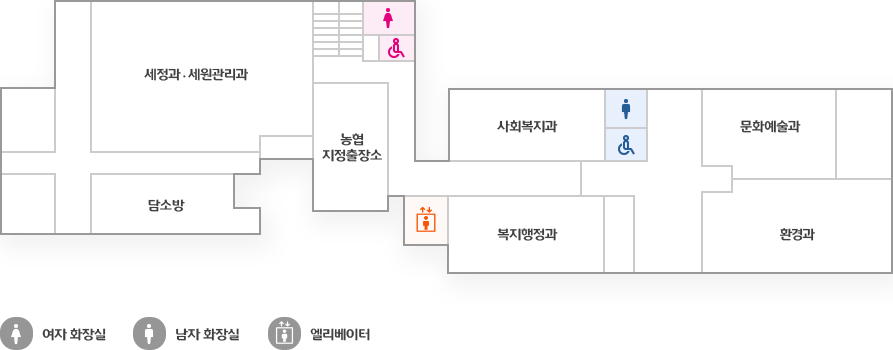 세정과 · 세원관리과
농협
지정출장소
사회복지과
문화예술과
담소방
복지행정과
환경과
여자 화장실
남자 화장실
엘리베이터